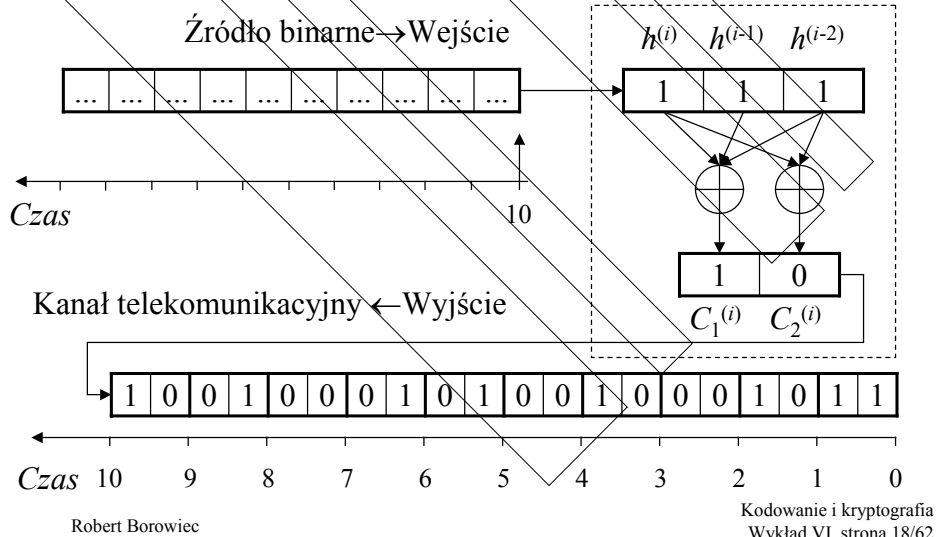 Źródło binarne→Wejście
h(i) h(i-1) h(i-2)
... ... ... ... ... ... ... ... ... ...
1 1 1
Czas
10
1 0
Kanał telekomunikacyjny ←Wyjście
C1(i) C2(i)
1 0 0 1 0 0 0 1 0 1 0 0 1 0 0 0 1 0 1 1
Czas 10 9 8 7 6 5 4 3 2 1 0
Robert Borowiec
Kodowanie i kryptografia
Wykład VI, strona 18/62